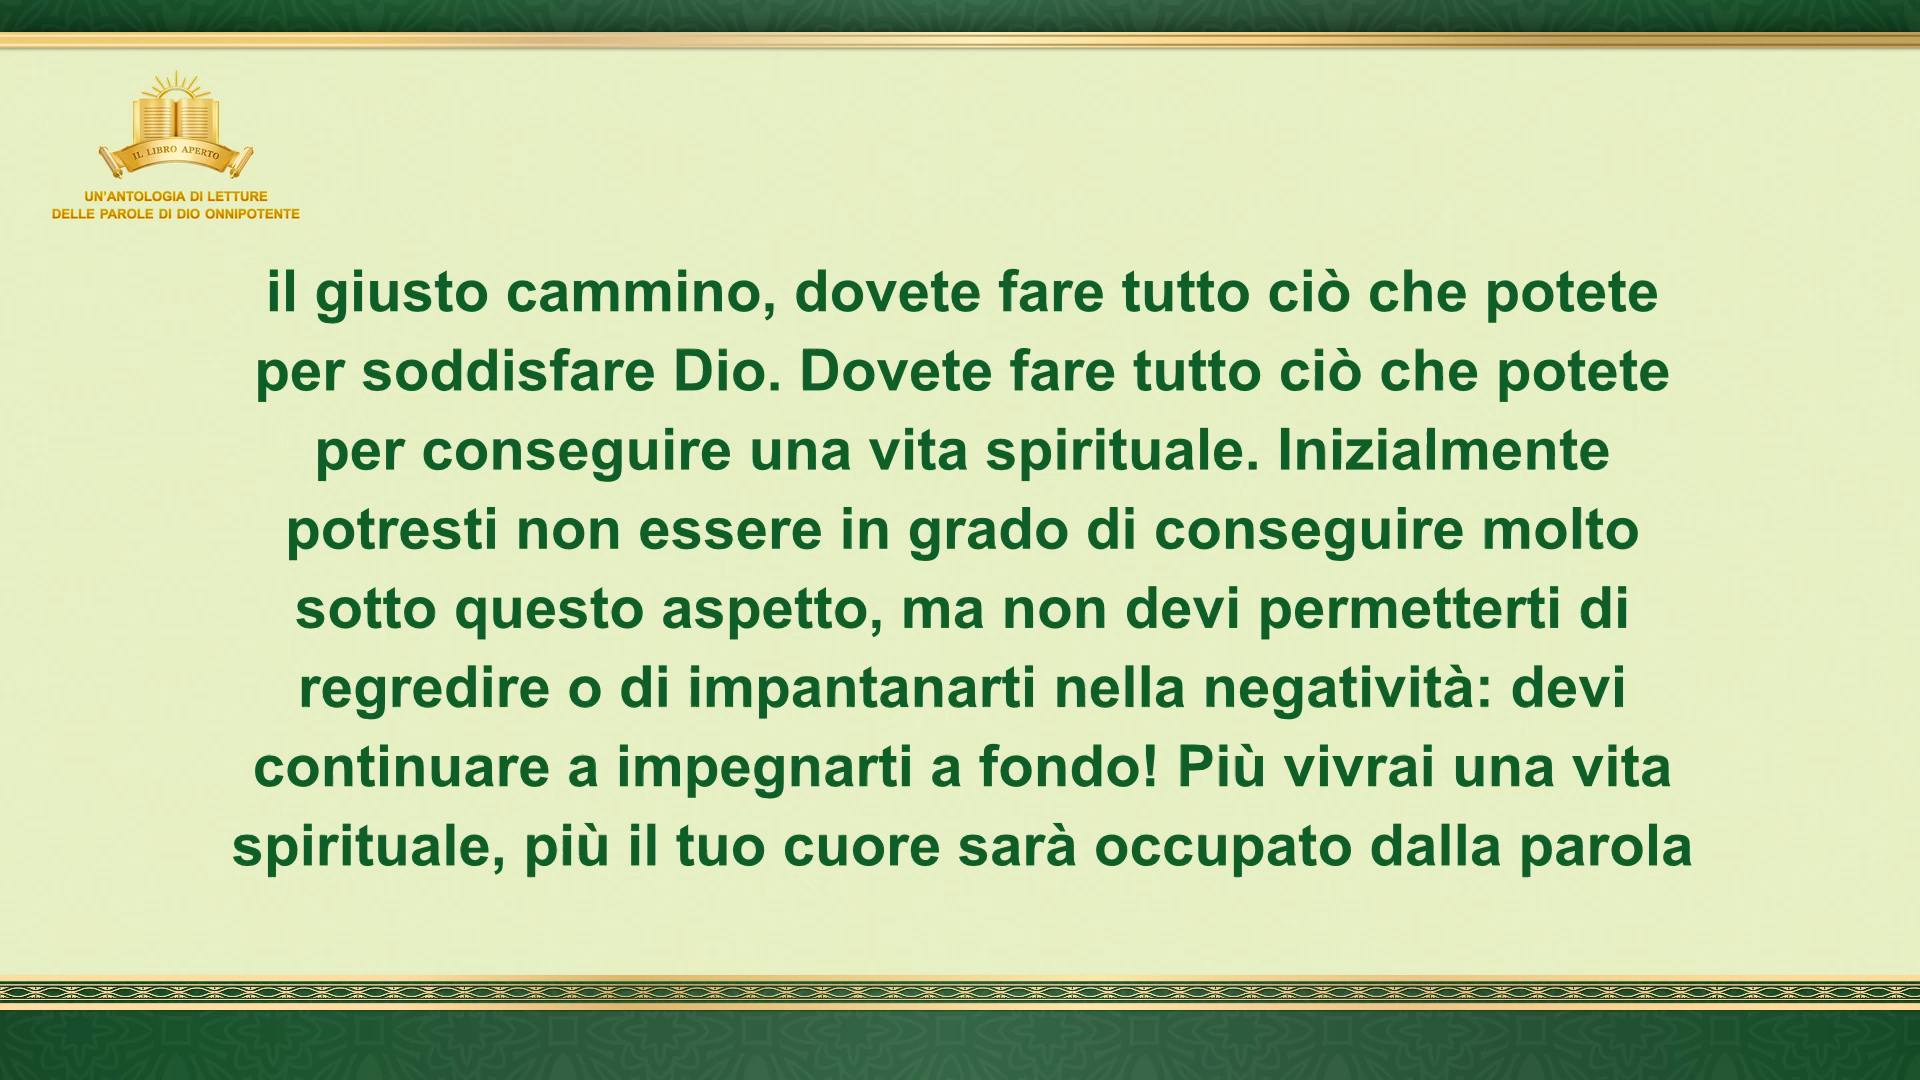 IL LIBRO APERTO
UN'ANTOLOGIA DI LETTURE
DELLE PAROLE DI DIO ONNIPOTENTE
il giusto cammino, dovete fare tutto ciò che potete
per soddisfare Dio. Dovete fare tutto ciò che potete
per conseguire una vita spirituale. Inizialmente
potresti non essere in grado di conseguire molto
sotto questo aspetto, ma non devi permetterti di
regredire o di impantanarti nella negatività: devi
continuare a impegnarti a fondo! Più vivrai una vita
spirituale, più il tuo cuore sarà occupato dalla parola